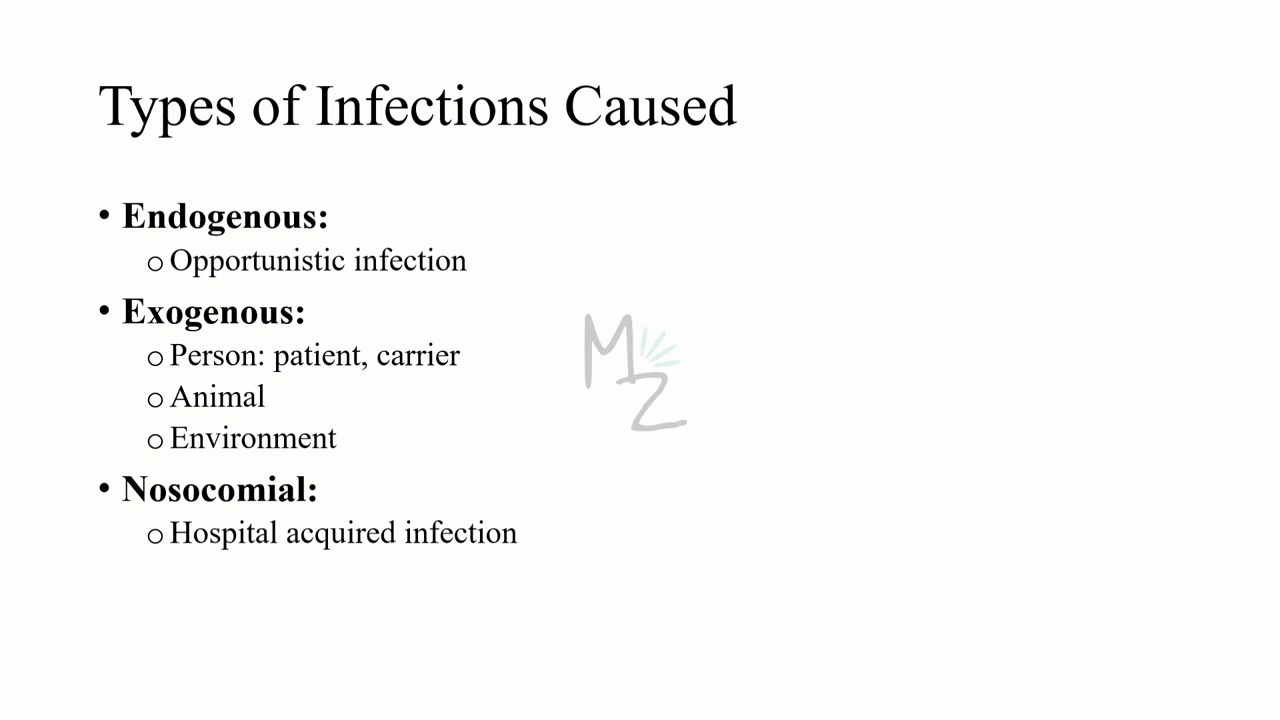 Types of Infections Caused
• Endogenous:
o Opportunistic infection
• Exogenous:
o Person: patient, carrier
o Animal
o Environment
• Nosocomial:
o Hospital acquired infection
MZ